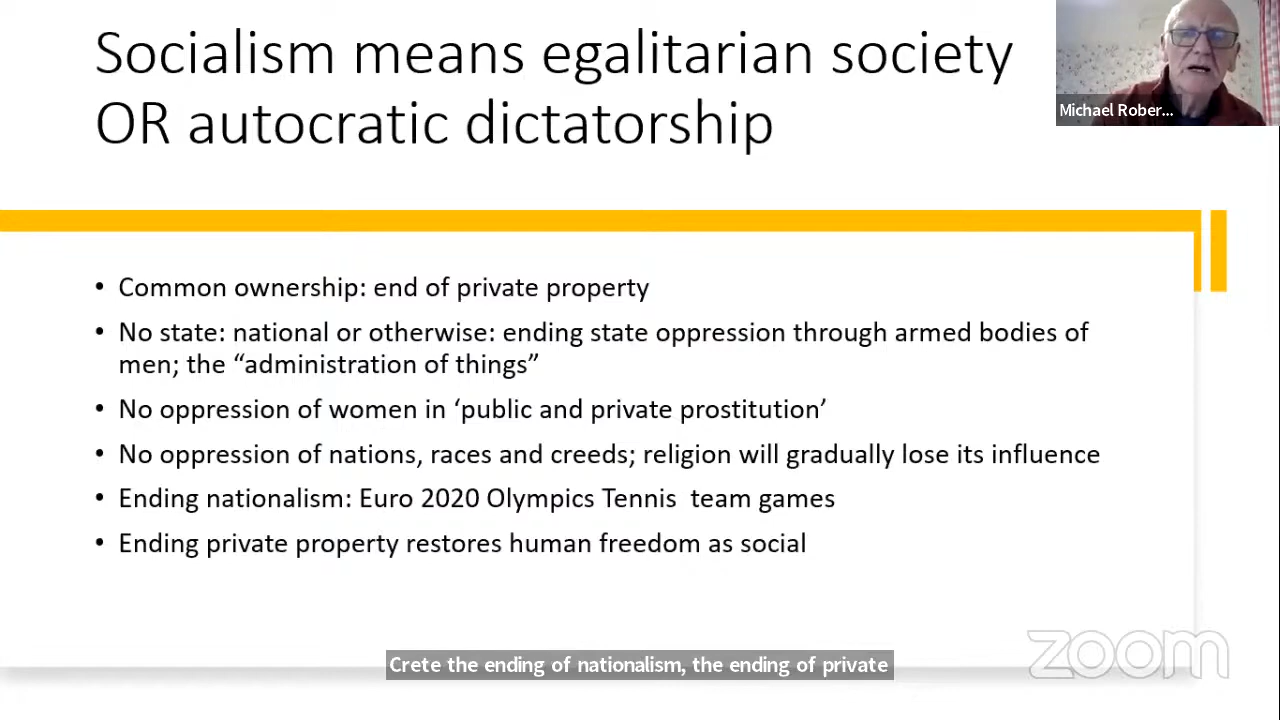 Socialism means egalitarian society
OR autocratic dictatorship
Michael Rober...
• Common ownership: end of private property
• No state: national or otherwise: ending state oppression through armed bodies of
men; the “administration of things”
• No oppression of women in ‘public and private prostitution’
• No oppression of nations, races and creeds; religion will gradually lose its influence
• Ending nationalism: Euro 2020 Olympics Tennis  team games
• Ending private property restores human freedom as social
zoom
Crete the ending of nationalism, the ending of private